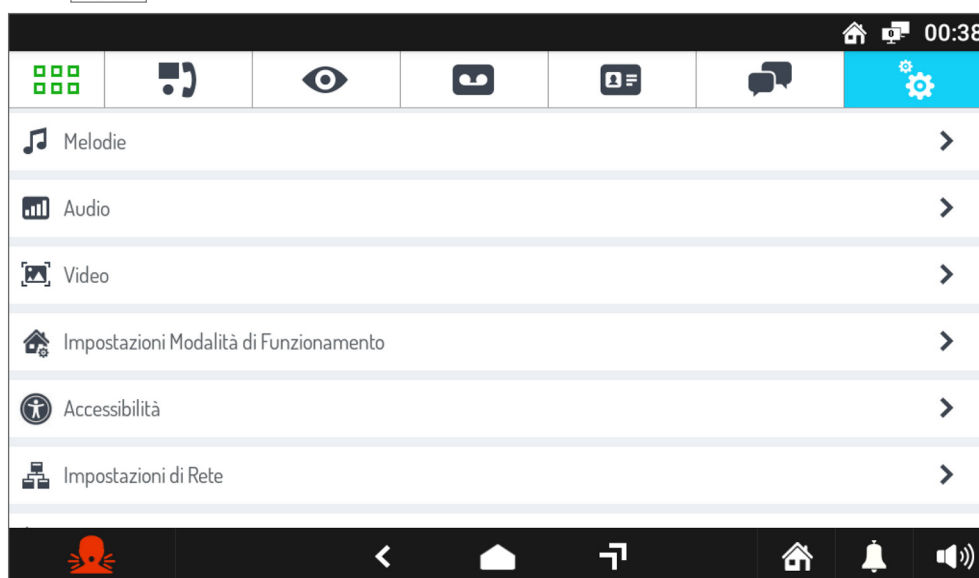 00:38
Melodie
Audio
Video
Impostazioni Modalità di Funzionamento
Accessibilità
Impostazioni di Rete